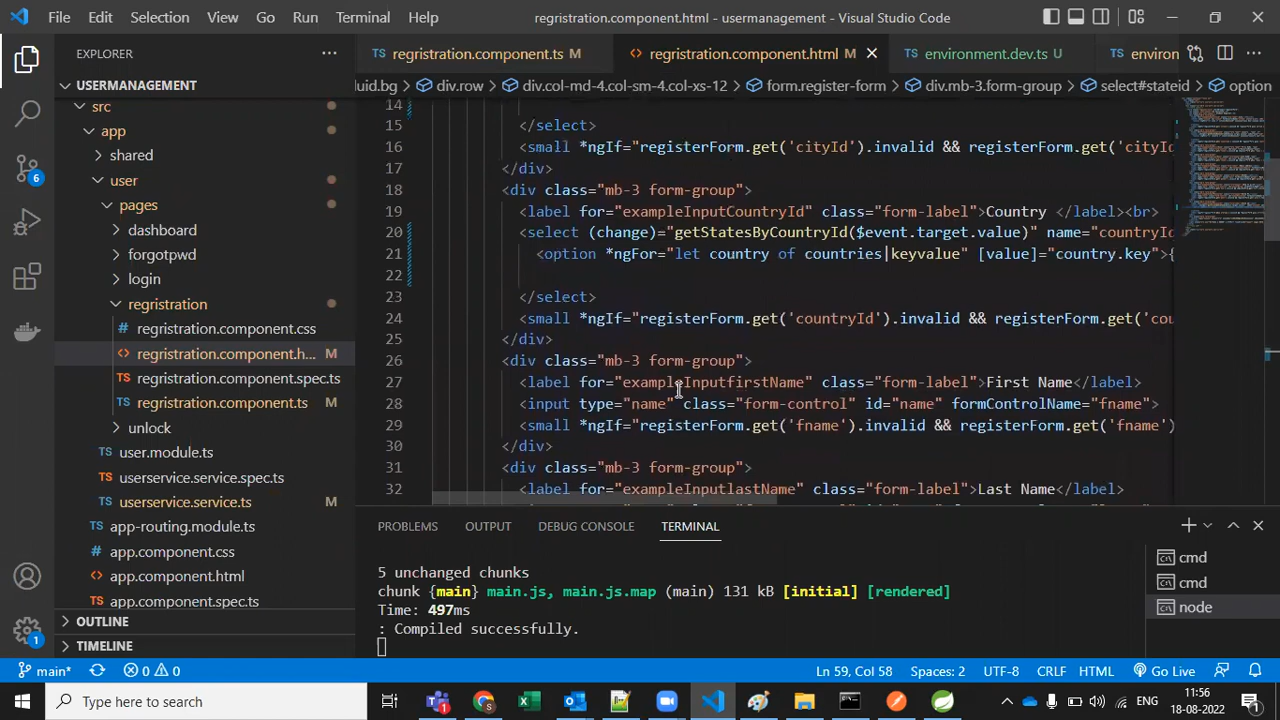 File Edit Selection View Go Run Terminal Help
regristration.component.html - usermanagement - Visual Studio Code
EXPLORER
regristration.component.ts M
regristration.component.html M
environment.dev.ts U
environ
USERMANAGEMENT
luid.bg > div.row > div.col-md-4.col-sm-4.col-xs-12 > form.register-form > div.mb-3.form-group > select#stateid > option
src
app
shared
user
pages
dashboard
forgotpwd
login
regristration
regristration.component.css
regristration.component.h... M
regristration.component.spec.ts
regristration.component.ts M
unlock
user.module.ts
userservice.service.spec.ts
userservice.service.ts M
app-routing.module.ts
app.component.css
app.component.html
app.component.spec.ts
OUTLINE
TIMELINE
14
15 </select>
16 <small *ngIf="registerForm.get('cityId').invalid && registerForm.get('cityId
17 <div>
18 <div class="mb-3 form-group">
19 <label for="exampleInputCountryId" class="form-label">Country </label><br>
20 (change)="getStatesByCountryId($event.target.value)" name="countryId
21 <option *ngFor="let country of countries|keyvalue" [value]="country.key">{
22
23 </select>
24 <small *ngIf="registerForm.get('countryId').invalid && registerForm.get('cou
25 </div>
26 <div class="mb-3 form-group">
27 <label for="exampleInputfirstName" class="form-label">First Name</label>
28 <input type="name" class="form-control" id="name" formControlName="fname">
29 <small *ngIf="registerForm.get('fname').invalid && registerForm.get('fname')
30 </div>
31 <div class="mb-3 form-group">
32 <label for="exampleInputlastName" class="form-label">Last Name</label>
PROBLEMS OUTPUT DEBUG CONSOLE TERMINAL
5 unchanged chunks
chunk {main} main.js, main.js.map (main) 131 kB [initial] [rendered]
Time: 497ms
: Compiled successfully.
cmd
cmd
node
main* 0 0 Ln 59, Col 58 Spaces: 2 UTF-8 CRLF HTML Go Live
Type here to search
ENG
11:56
18-08-2022